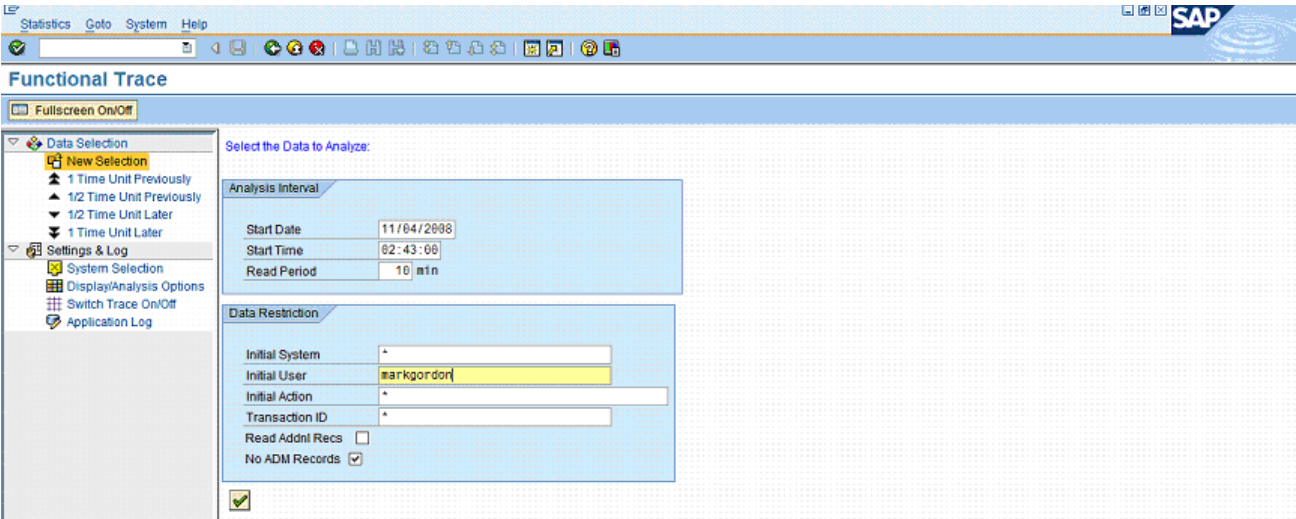 Statistics Goto System Help
SAP
Functional Trace
Fullscreen On/Off
Data Selection
New Selection
1 Time Unit Previously
1/2 Time Unit Previously
1/2 Time Unit Later
1 Time Unit Later
Settings & Log
System Selection
Display/Analysis Options
Switch Trace On/Off
Application Log
Select the Data to Analyze:
Analysis Interval
Start Date 11/04/2008
Start Time 02:43:00
Read Period 10 min
Data Restriction
Initial System *
Initial User markgordon
Initial Action *
Transaction ID *
Read Addnl Recs
No ADM Records